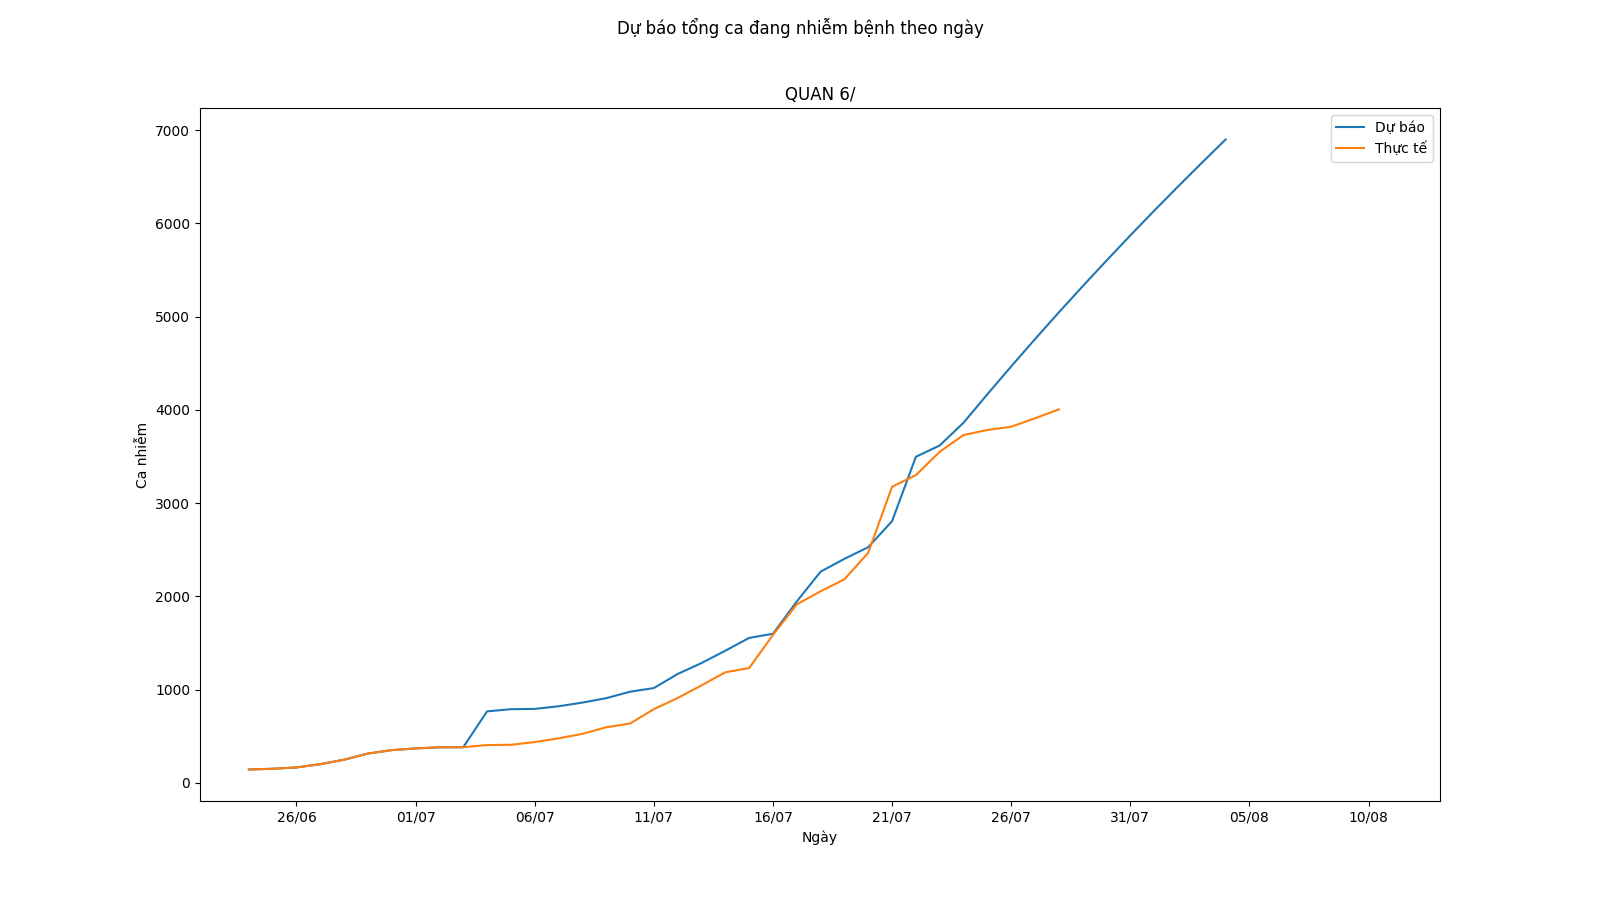 Dự báo tổng ca đang nhiễm bệnh theo ngày
QUAN 6/
Dự báo
Thực tế
7000
6000
5000
4000
3000
2000
1000
0
Ca nhiễm
26/06 01/07 06/07 11/07 16/07 21/07 26/07 31/07 05/08 10/08
Ngày